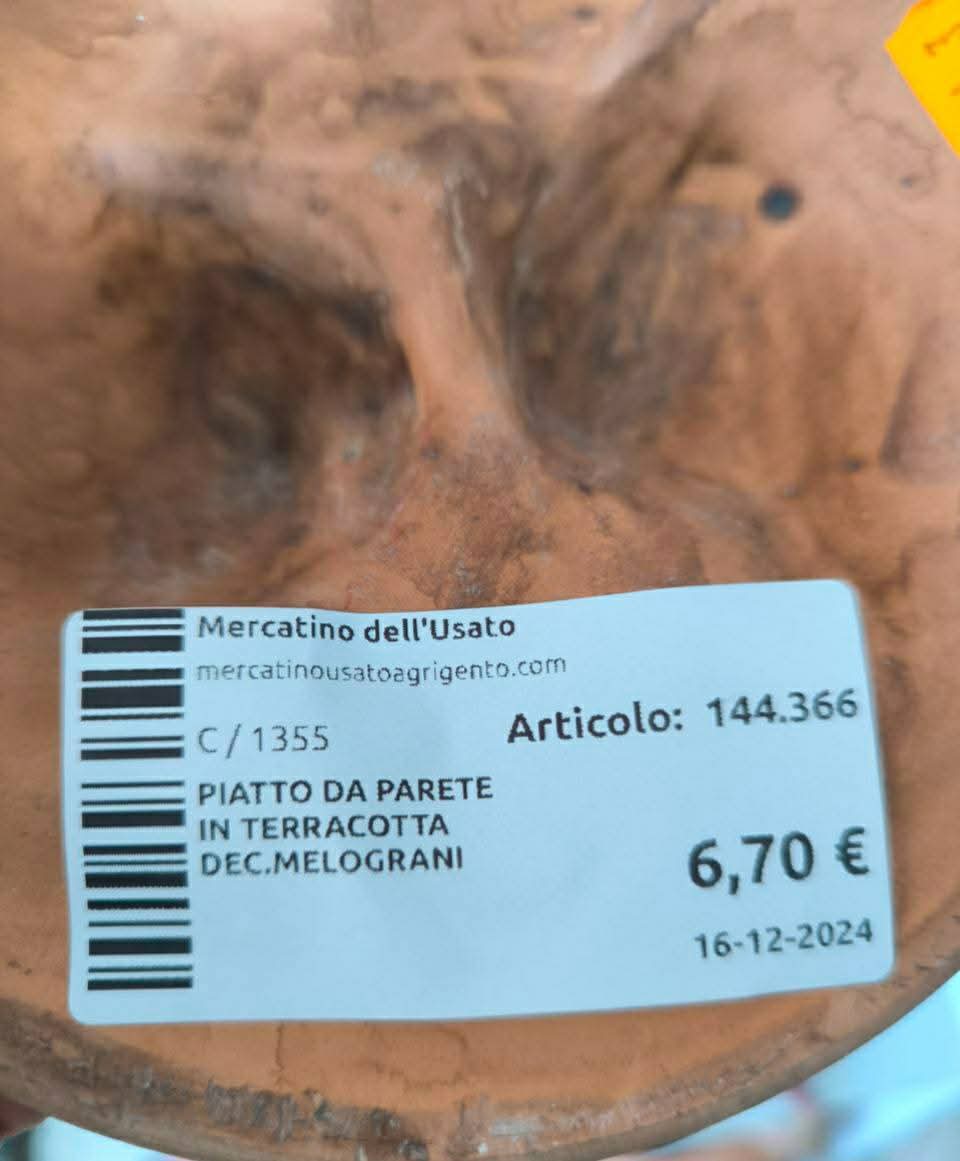 Mercatino dell'Usato
mercatinousatoagrigento.com
C / 1355
Articolo: 144.366
PIATTO DA PARETE
IN TERRACOTTA
DEC.MELOGRANI
6,70 €
16-12-2024